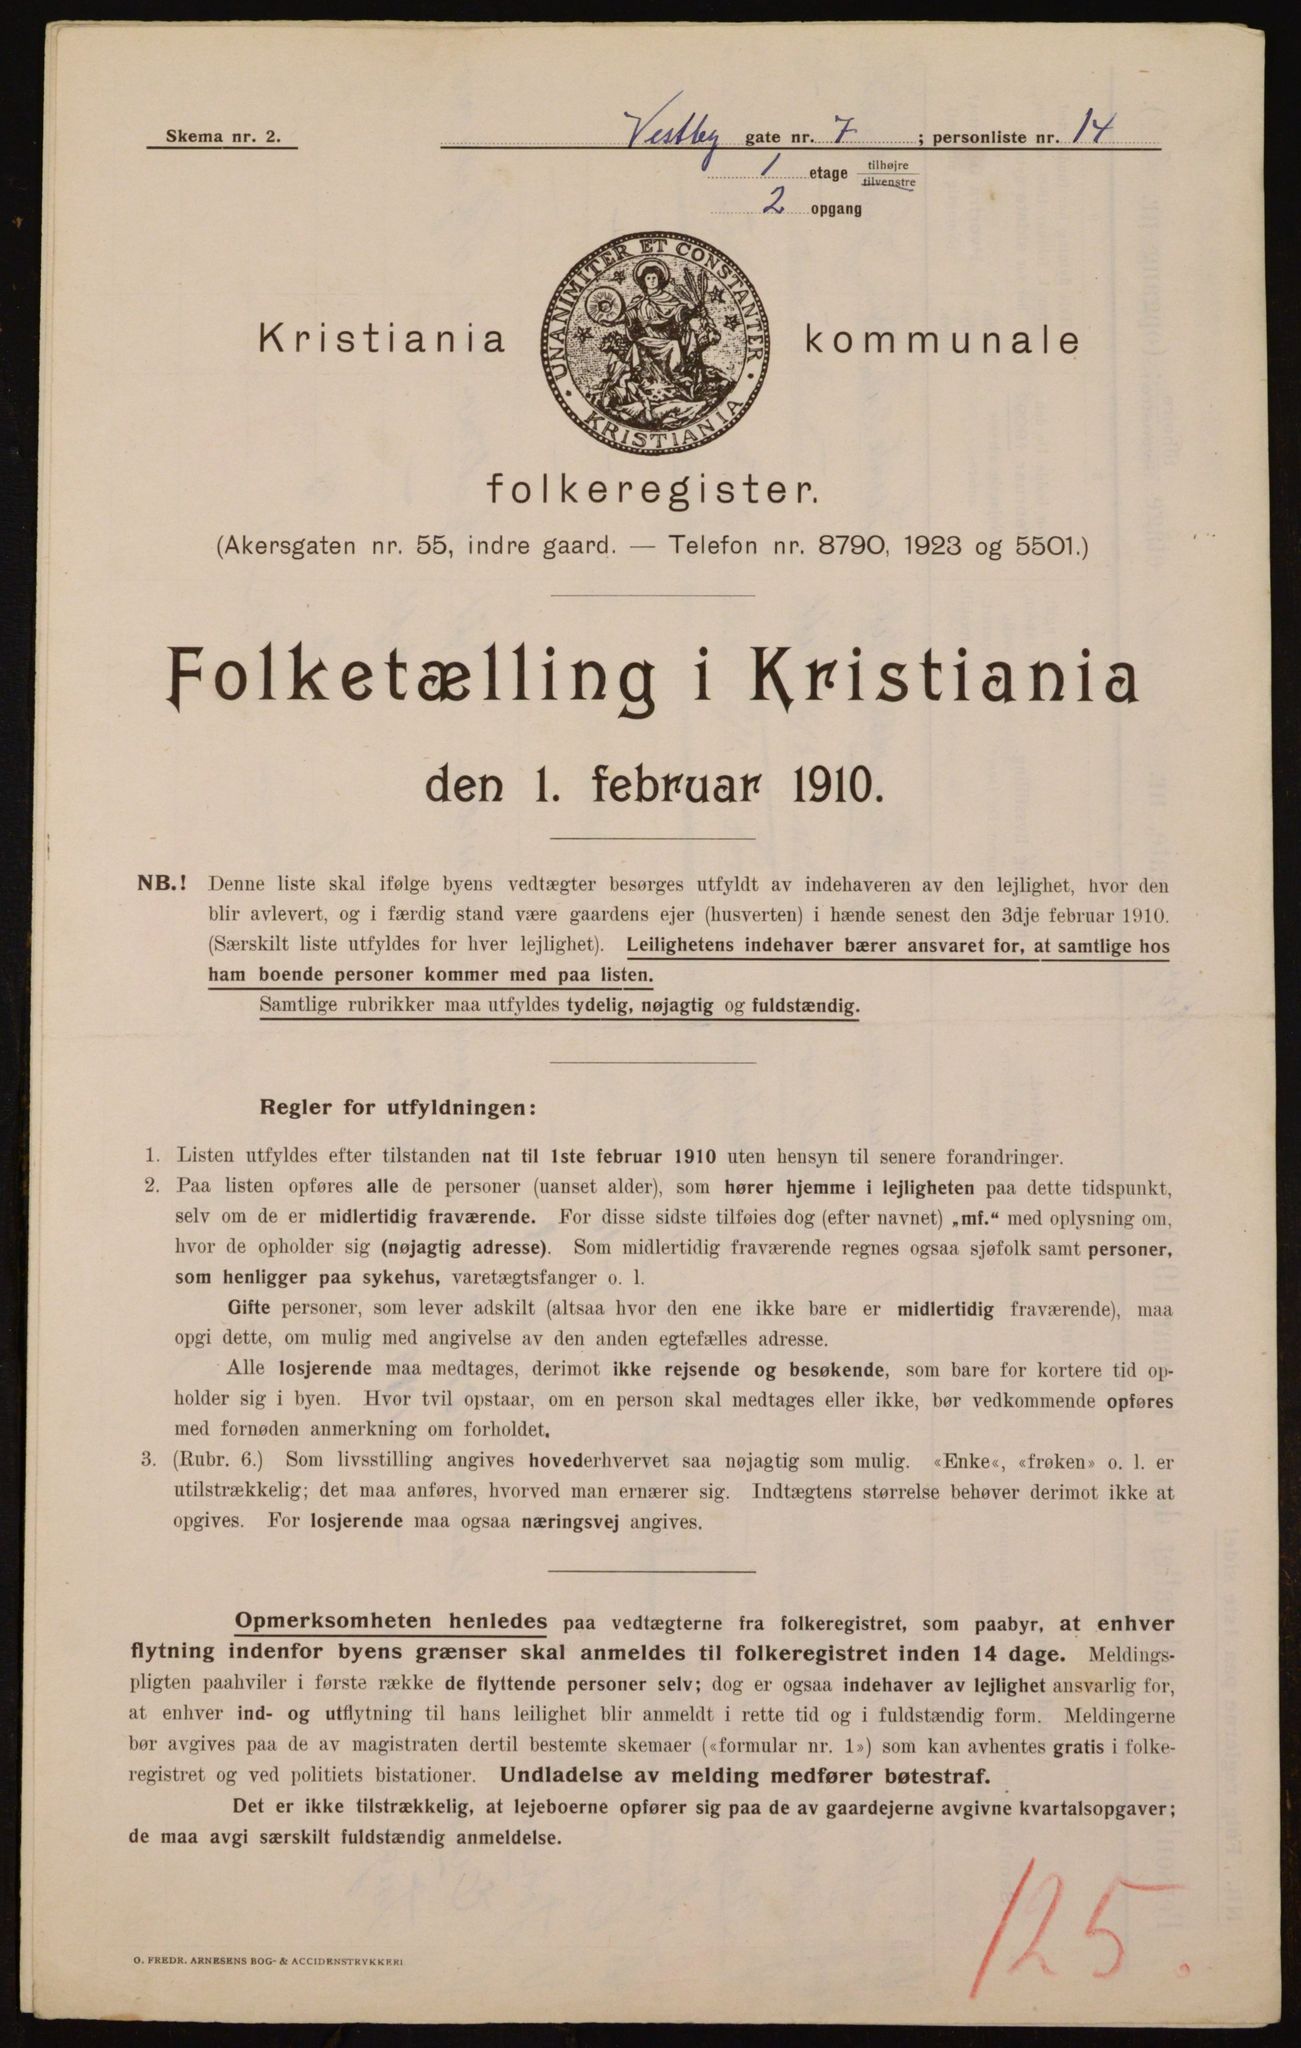 Skema nr. 2.
Vestby gate nr. 7 ; personliste nr. 14
1 etage tilhøjre
tilvenstre
2 opgang
UNANIMITER ET CONSTANTER
KRISTIANIA
Kristiania kommunale
folkeregister.
(Akersgaten nr. 55, indre gaard. — Telefon nr. 8790, 1923 og 5501.)
Folketælling i Kristiania
den 1. februar 1910.
NB.! Denne liste skal ifølge byens vedtægter besørges utfyldt av indehaveren av den lejlighet, hvor den
blir avlevert, og i færdig stand være gaardens ejer (husverten) i hænde senest den 3dje februar 1910.
(Særskilt liste utfyldes for hver lejlighet). Leilighetens indehaver bærer ansvaret for, at samtlige hos
ham boende personer kommer med paa listen.
Samtlige rubrikker maa utfyldes tydelig, nøjagtig og fuldstændig.
Regler for utfyldningen:
1. Listen utfyldes efter tilstanden nat til 1ste februar 1910 uten hensyn til senere forandringer.
2. Paa listen opføres alle de personer (uanset alder), som hører hjemme i lejligheten paa dette tidspunkt,
selv om de er midlertidig fraværende. For disse sidste tilføies dog (efter navnet) „mf.“ med oplysning om,
hvor de opholder sig (nøjagtig adresse). Som midlertidig fraværende regnes ogsaa sjøfolk samt personer,
som henligger paa sykehus, varetægtsfanger o. l.
Gifte personer, som lever adskilt (altsaa hvor den ene ikke bare er midlertidig fraværende), maa
opgi dette, om mulig med angivelse av den anden egtefælles adresse.
Alle losjerende maa medtages, derimot ikke rejsende og besøkende, som bare for kortere tid op-
holder sig i byen. Hvor tvil opstaar, om en person skal medtages eller ikke, bør vedkommende opføres
med fornøden anmerkning om forholdet.
3. (Rubr. 6.) Som livsstilling angives hovederhvervet saa nøjagtig som mulig. «Enke«, «frøken» o. l. er
utilstrækkelig; det maa anføres, hvorved man ernærer sig. Indtægtens størrelse behøver derimot ikke at
opgives. For losjerende maa ogsaa næringsvej angives.
Opmerksomheten henledes paa vedtægterne fra folkeregistret, som paabyr, at enhver
flytning indenfor byens grænser skal anmeldes til folkeregistret inden 14 dage. Meldings-
pligten paahviler i første række de flyttende personer selv; dog er ogsaa indehaver av lejlighet ansvarlig for,
at enhver ind- og utflytning til hans leilighet blir anmeldt i rette tid og i fuldstændig form. Meldingerne
bør avgives paa de av magistraten dertil bestemte skemaer («formular nr. 1») som kan avhentes gratis i folke-
registret og ved politiets bistationer. Undladelse av melding medfører bøtestraf.
Det er ikke tilstrækkelig, at lejeboerne opfører sig paa de av gaardejerne avgivne kvartalsopgaver;
de maa avgi særskilt fuldstændig anmeldelse.
125.
O. FREDR. ARNESENS BOG- & ACCIDENSTRYKKERI